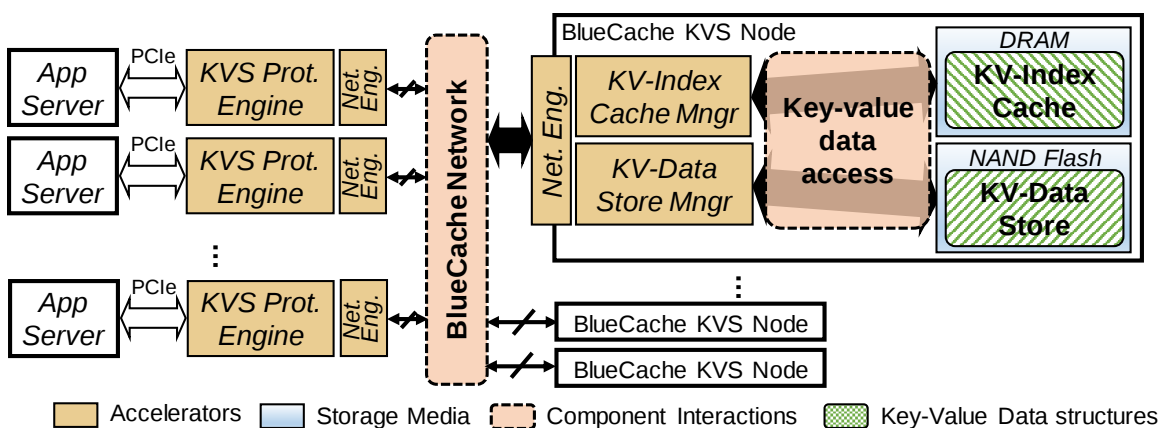 App
Server
PCIe
KVS Prot.
Engine
Net.
Eng.
App
Server
PCIe
KVS Prot.
Engine
Net.
Eng.
⋮
App
Server
PCIe
KVS Prot.
Engine
Net.
Eng.
BlueCache Network
BlueCache KVS Node
Net. Eng.
KV-Index
Cache Mngr
KV-Data
Store Mngr
Key-value
data
access
DRAM
KV-Index
Cache
NAND Flash
KV-Data
Store
⋮
BlueCache KVS Node
BlueCache KVS Node
Accelerators
Storage Media
Component Interactions
Key-Value Data structures